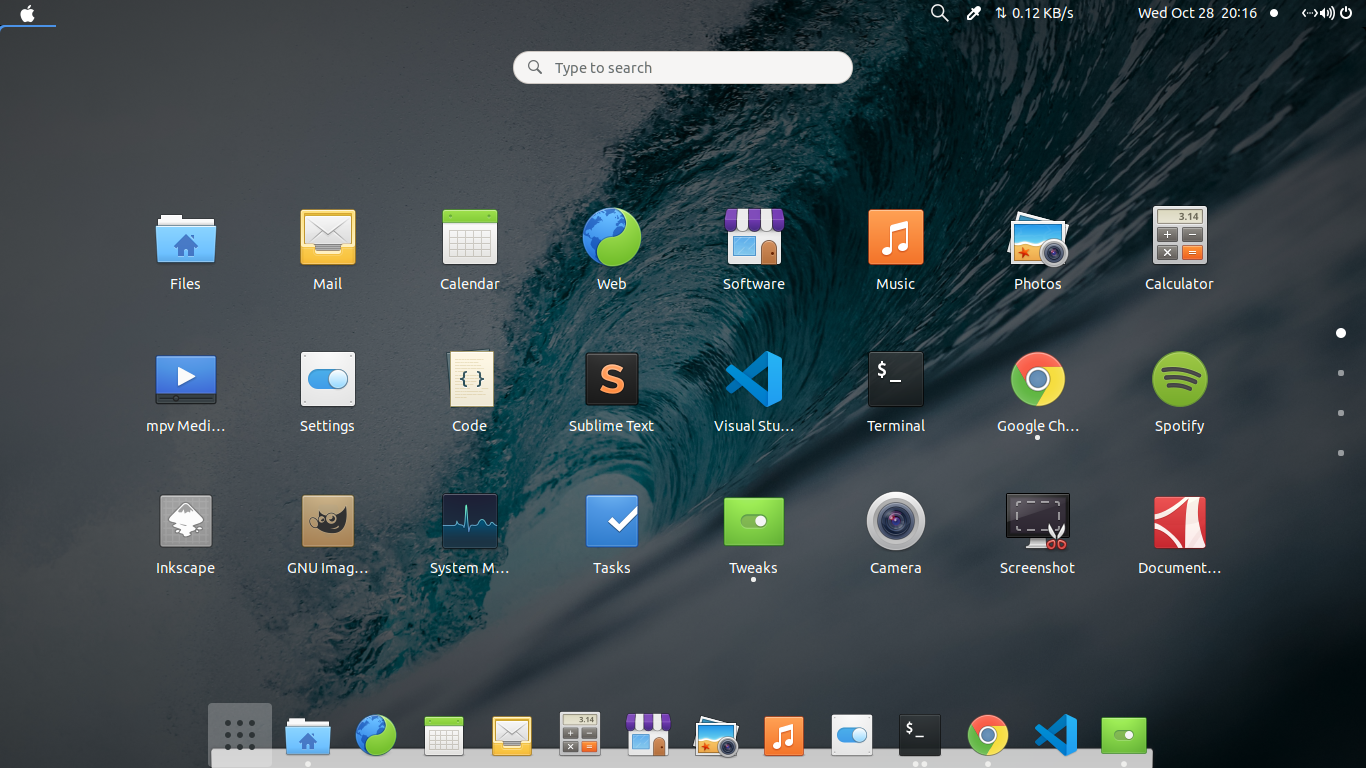 0.12 KB/s
Wed Oct 28 20:16
Type to search
3.14
Files
Mail
Calendar
Web
Software
Music
Photos
Calculator
$_
mpv Medi...
Settings
{ }
Code
S
Sublime Text
Visual Stu...
Terminal
Google Ch...
Spotify
Inkscape
GNU Imag...
System M...
Tasks
Tweaks
Camera
Screenshot
Document...
3.14
$_